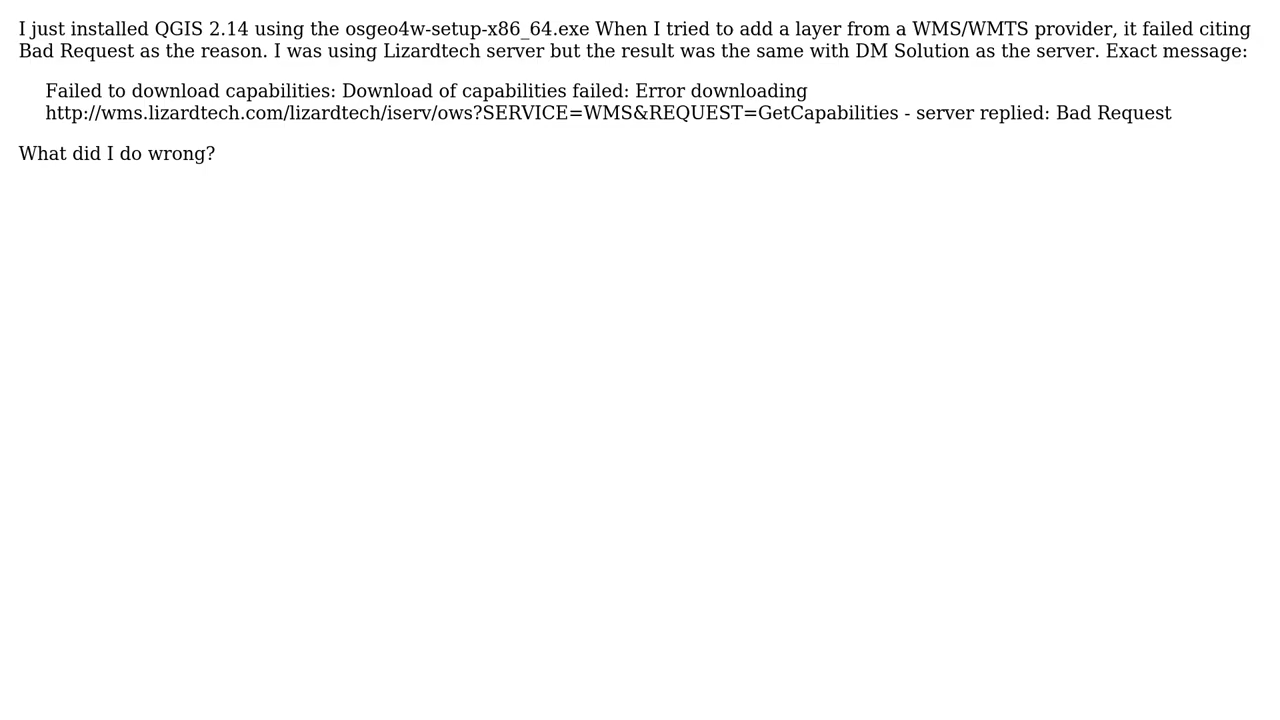 I just installed QGIS 2.14 using the osgeo4w-setup-x86_64.exe When I tried to add a layer from a WMS/WMTS provider, it failed citing
Bad Request as the reason. I was using Lizardtech server but the result was the same with DM Solution as the server. Exact message:
Failed to download capabilities: Download of capabilities failed: Error downloading
http://wms.lizardtech.com/lizardtech/iserv/ows?SERVICE=WMS&REQUEST=GetCapabilities - server replied: Bad Request
What did I do wrong?